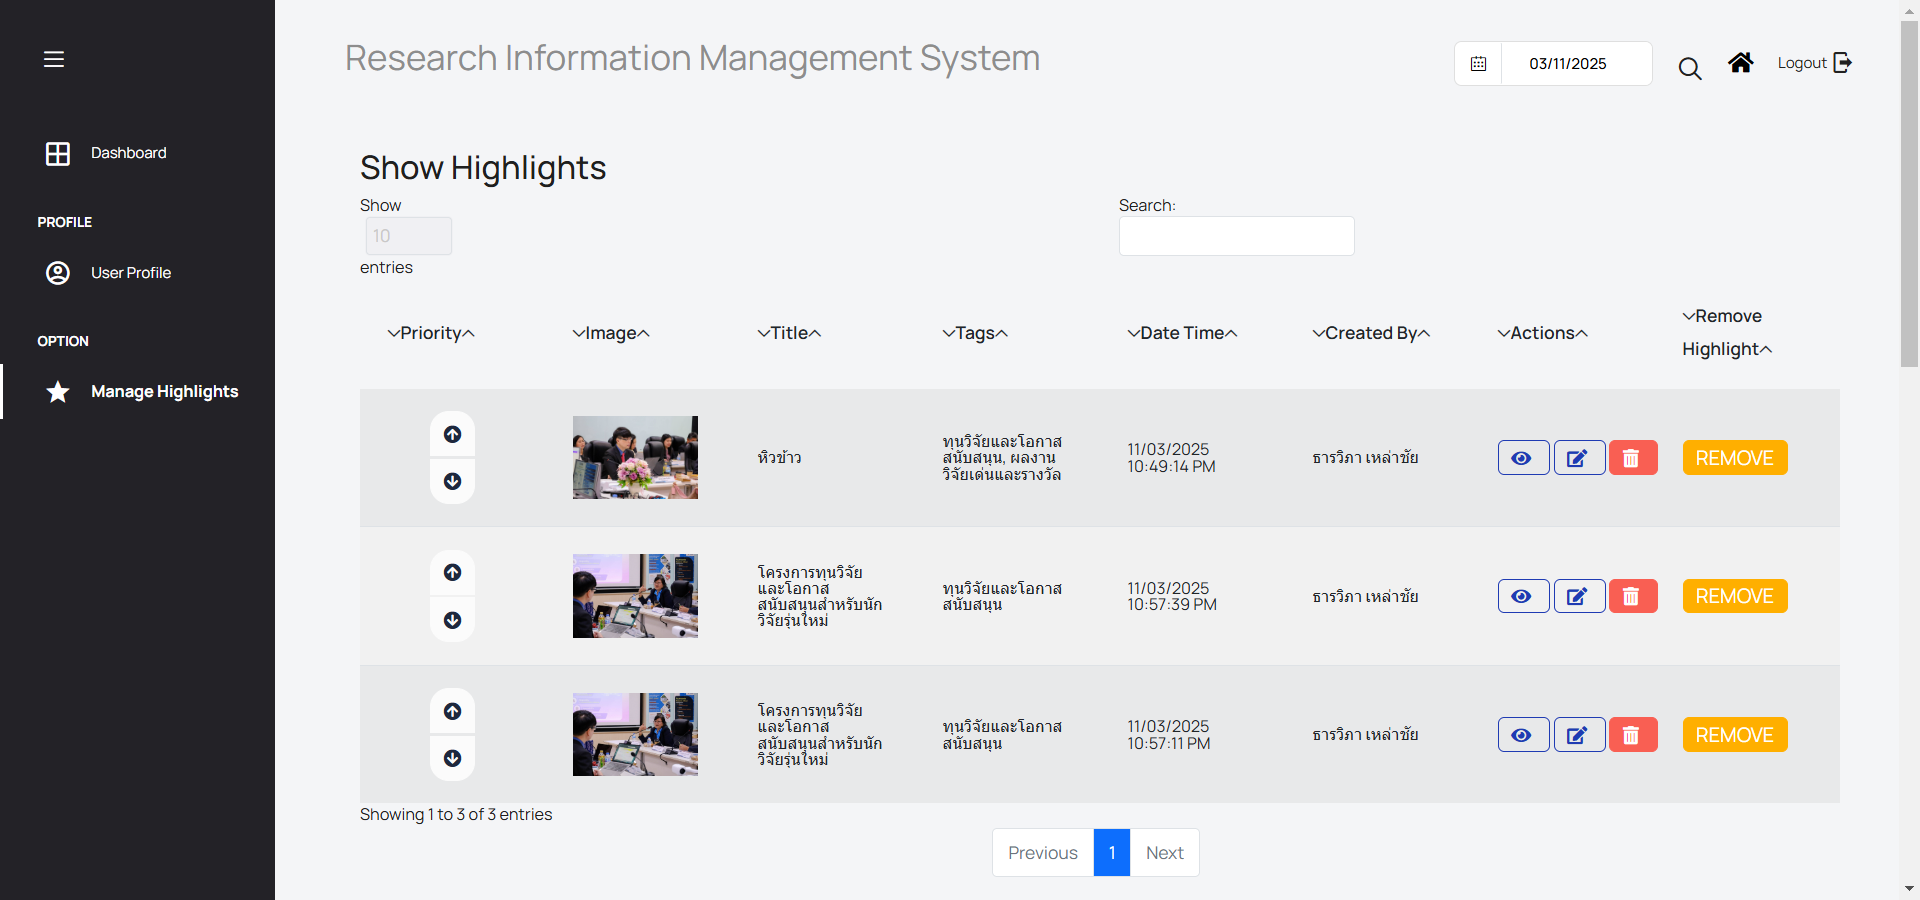 Research Information Management System
03/11/2025
Logout
Dashboard
PROFILE
User Profile
OPTION
Manage Highlights
Show Highlights
Show
10
entries
Search:
Priority
Image
Title
Tags
Date Time
Created By
Actions
Remove
Highlight
หิวข้าว
ทุนวิจัยและโอกาส
สนับสนุน, ผลงาน
วิจัยเด่นและรางวัล
11/03/2025
10:49:14 PM
ธารวิภา เหล่าชัย
REMOVE
โครงการทุนวิจัย
และโอกาส
สนับสนุนสำหรับนัก
วิจัยรุ่นใหม่
ทุนวิจัยและโอกาส
สนับสนุน
11/03/2025
10:57:39 PM
ธารวิภา เหล่าชัย
REMOVE
โครงการทุนวิจัย
และโอกาส
สนับสนุนสำหรับนัก
วิจัยรุ่นใหม่
ทุนวิจัยและโอกาส
สนับสนุน
11/03/2025
10:57:11 PM
ธารวิภา เหล่าชัย
REMOVE
Showing 1 to 3 of 3 entries
Previous
1
Next